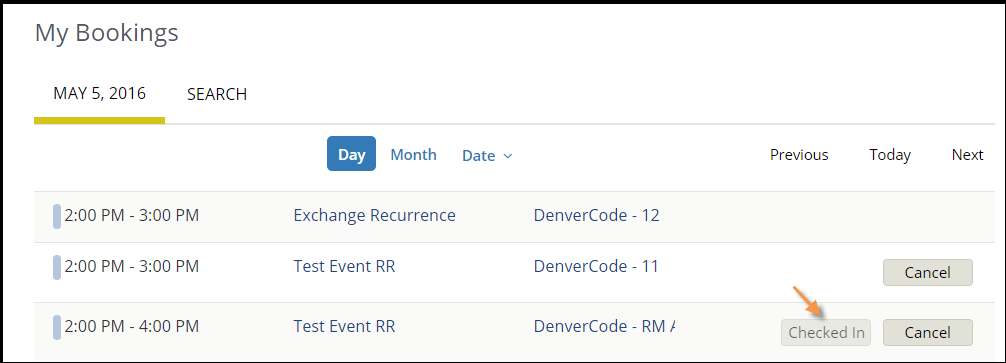 My Bookings
MAY 5, 2016 SEARCH
Day Month Date Previous Today Next
2:00 PM - 3:00 PM Exchange Recurrence DenverCode - 12
2:00 PM - 3:00 PM Test Event RR DenverCode - 11 Cancel
2:00 PM - 4:00 PM Test Event RR DenverCode - RM Checked In Cancel